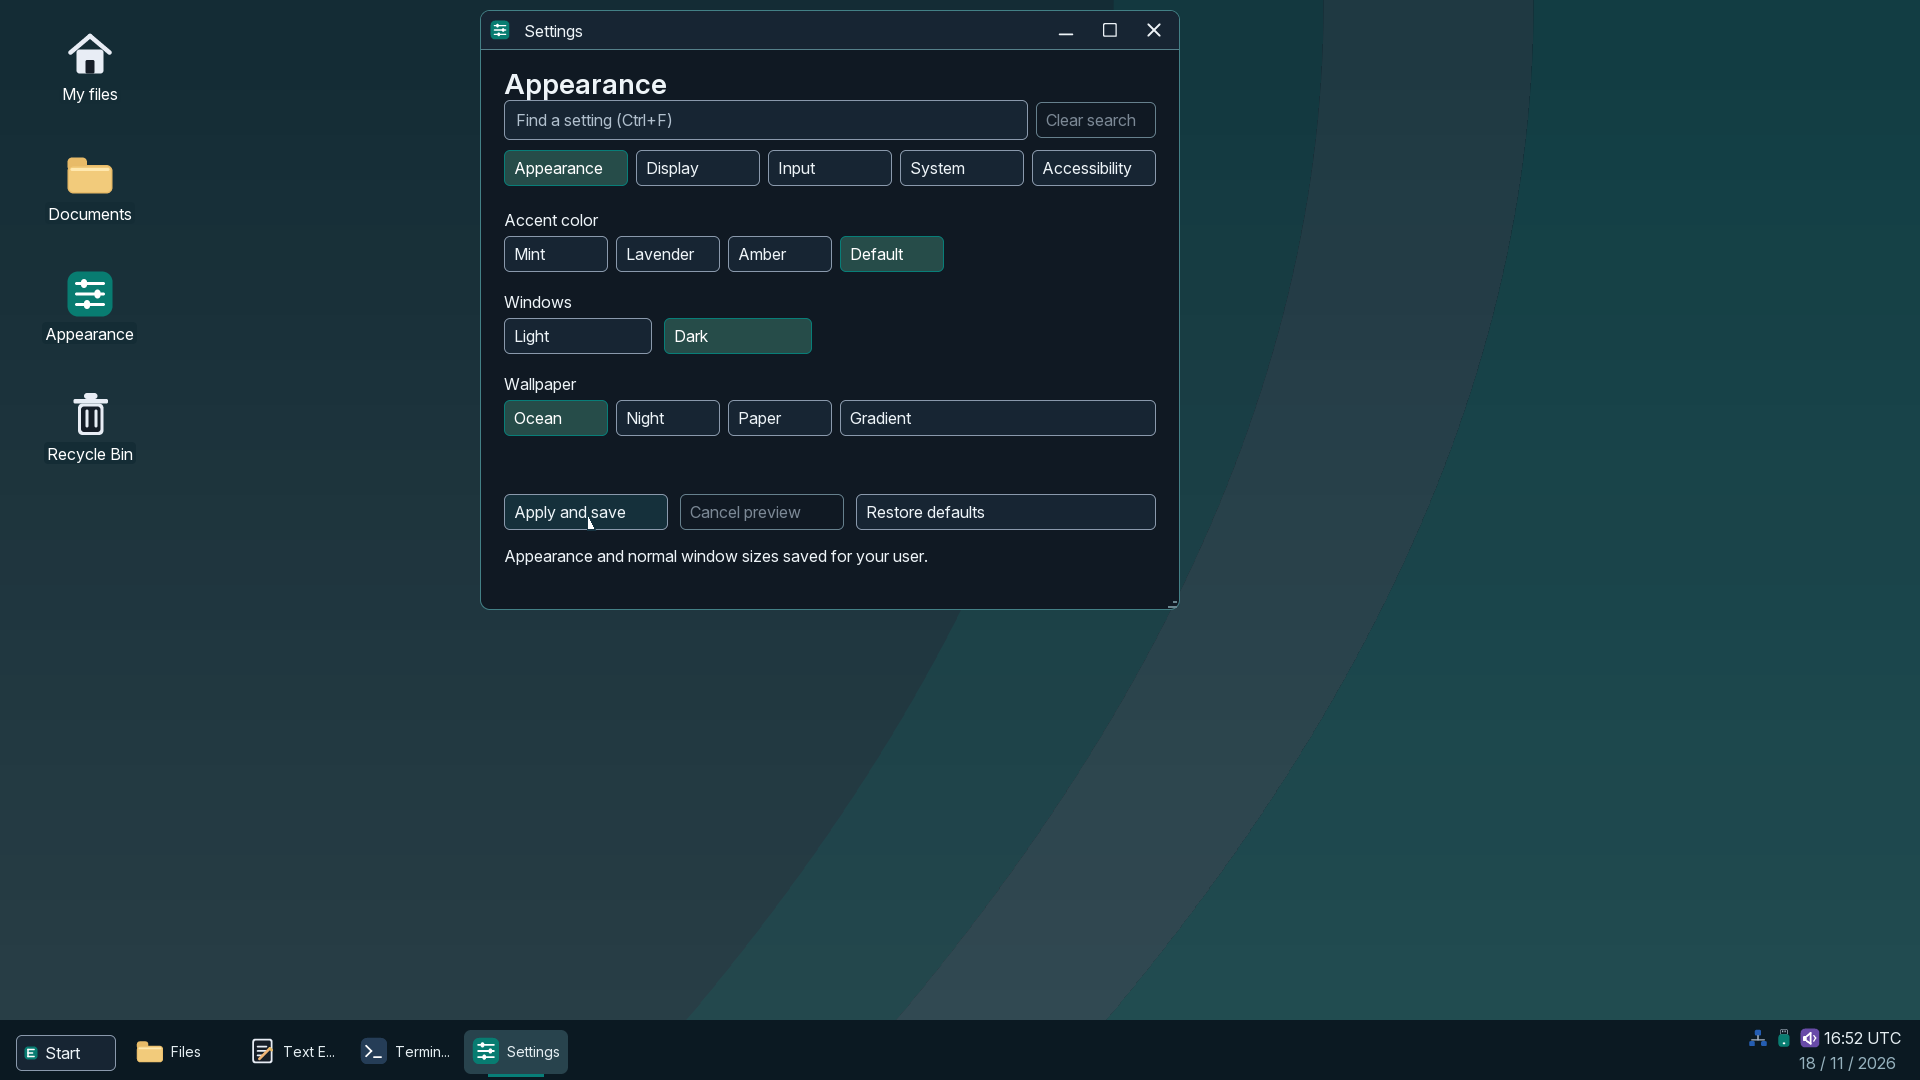 My files
Documents
Appearance
Recycle Bin
Settings
Appearance
Find a setting (Ctrl+F)
Clear search
Appearance
Display
Input
System
Accessibility
Accent color
Mint
Lavender
Amber
Default
Windows
Light
Dark
Wallpaper
Ocean
Night
Paper
Gradient
Apply and save
Cancel preview
Restore defaults
Appearance and normal window sizes saved for your user.
Start
Files
Text E...
Termin...
Settings
16:52 UTC
18 / 11 / 2026